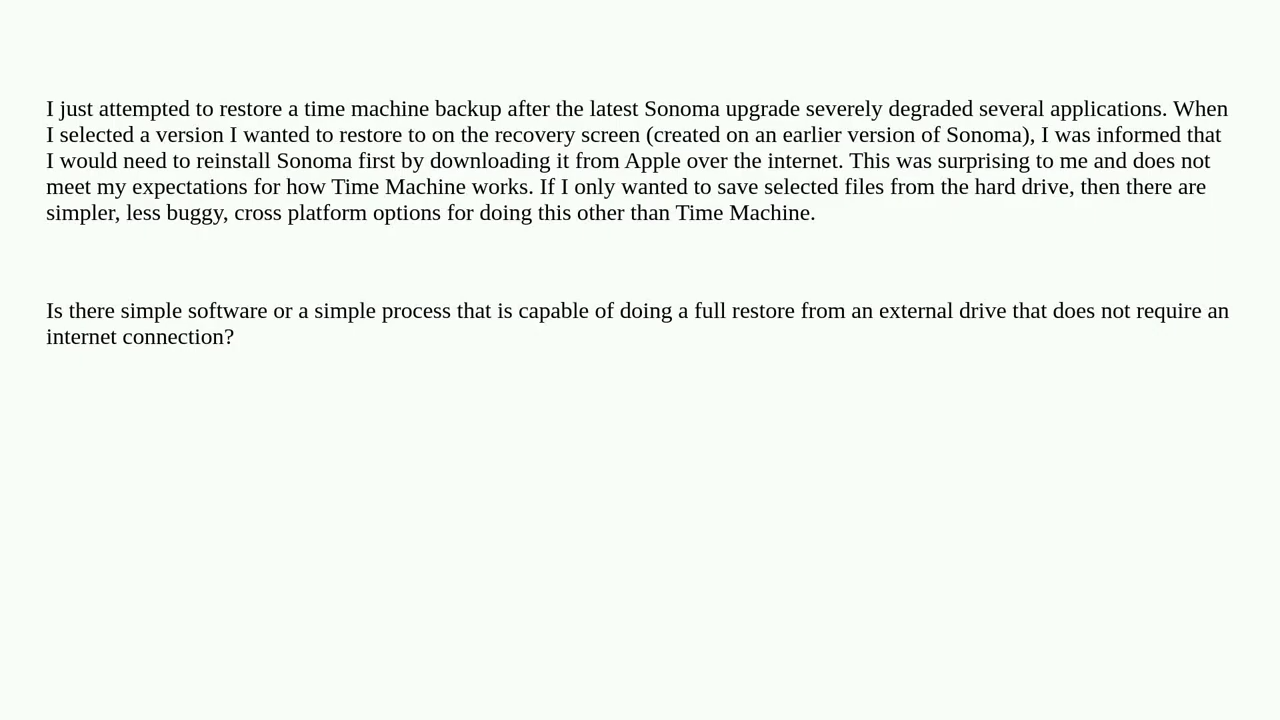 I just attempted to restore a time machine backup after the latest Sonoma upgrade severely degraded several applications. When
I selected a version I wanted to restore to on the recovery screen (created on an earlier version of Sonoma), I was informed that
I would need to reinstall Sonoma first by downloading it from Apple over the internet. This was surprising to me and does not
meet my expectations for how Time Machine works. If I only wanted to save selected files from the hard drive, then there are
simpler, less buggy, cross platform options for doing this other than Time Machine.
Is there simple software or a simple process that is capable of doing a full restore from an external drive that does not require an
internet connection?